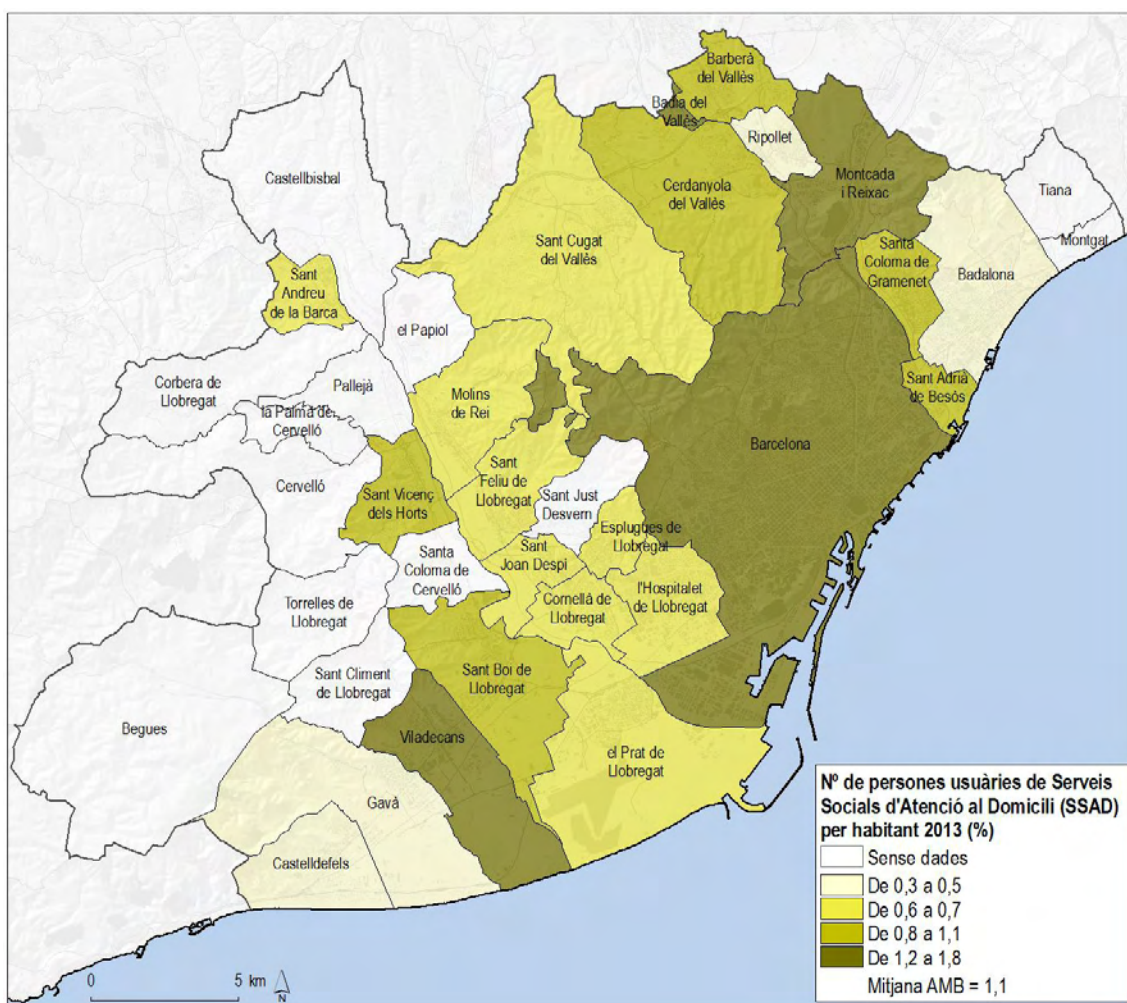 Barberà
del Vallès
Badia del
Vallès
Ripollet
Castellbisbal
Cerdanyola
del Vallès
Montcada
i Reixac
Tiana
Montgat
Sant Cugat
del Vallès
Santa
Coloma de
Gramenet
Badalona
Sant
Andreu
de la Barca
el Papiol
Corbera de
Llobregat
Pallejà
Molins
de Rei
Sant Adrià
de Besòs
la Palma de
Cervelló
Barcelona
Cervelló
Sant
Feliu de
Llobregat
Sant Vicenç
dels Horts
Sant Just
Desvern
Esplugues de
Llobregat
Santa
Coloma de
Cervelló
Sant
Joan Despí
Torrelles de
Llobregat
Cornellà de
Llobregat
l'Hospitalet
de Llobregat
Sant Climent
de Llobregat
Sant Boi de
Llobregat
Begues
Viladecans
el Prat de
Llobregat
Gavà
Castelldefels
Nº de persones usuàries de Serveis
Socials d'Atenció al Domicili (SSAD)
per habitant 2013 (%)
Sense dades
De 0,3 a 0,5
De 0,6 a 0,7
De 0,8 a 1,1
De 1,2 a 1,8
Mitjana AMB = 1,1
0 5 km
N